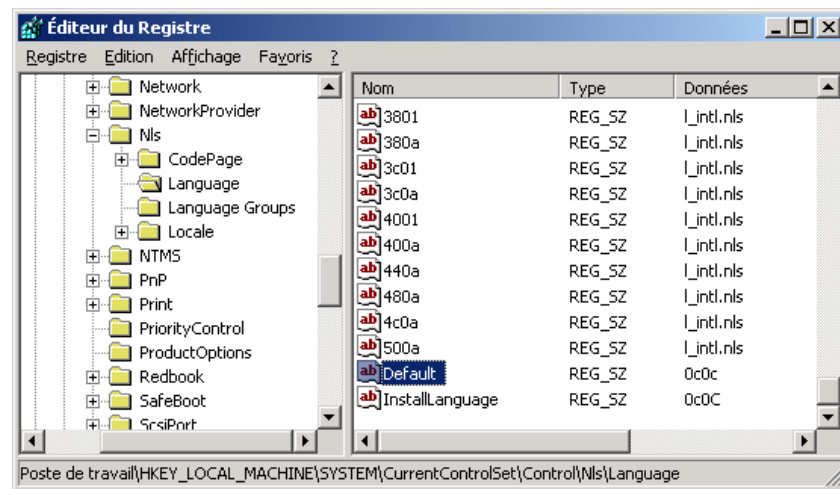 Éditeur du Registre
Registre Edition Affichage Favoris ?
Network
NetworkProvider
Nls
CodePage
Language
Language Groups
Locale
NTMS
PnP
Print
PriorityControl
ProductOptions
Redbook
SafeBoot
ScsiPort
Nom Type Données
3801 REG_SZ l_intl.nls
380a REG_SZ l_intl.nls
3c01 REG_SZ l_intl.nls
3c0a REG_SZ l_intl.nls
4001 REG_SZ l_intl.nls
400a REG_SZ l_intl.nls
440a REG_SZ l_intl.nls
480a REG_SZ l_intl.nls
4c0a REG_SZ l_intl.nls
500a REG_SZ l_intl.nls
Default REG_SZ 0c0c
InstallLanguage REG_SZ 0c0C
Poste de travail\HKEY_LOCAL_MACHINE\SYSTEM\CurrentControlSet\Control\Nls\Language